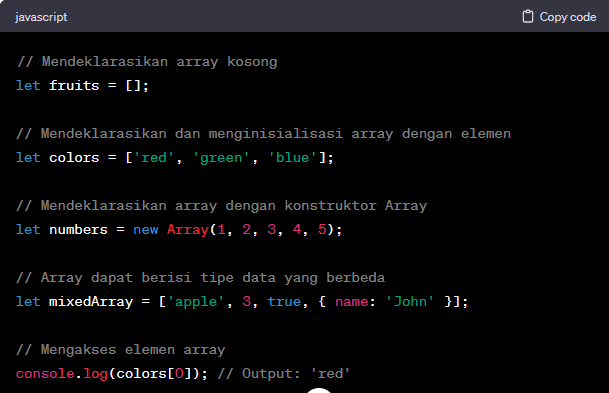 javascript
Copy code
// Mendeklarasikan array kosong
let fruits = [];
// Mendeklarasikan dan menginisialisasi array dengan elemen
let colors = ['red', 'green', 'blue'];
// Mendeklarasikan array dengan konstruktor Array
let numbers = new Array(1, 2, 3, 4, 5);
// Array dapat berisi tipe data yang berbeda
let mixedArray = ['apple', 3, true, { name: 'John' }];
// Mengakses elemen array
console.log(colors[0]); // Output: 'red'